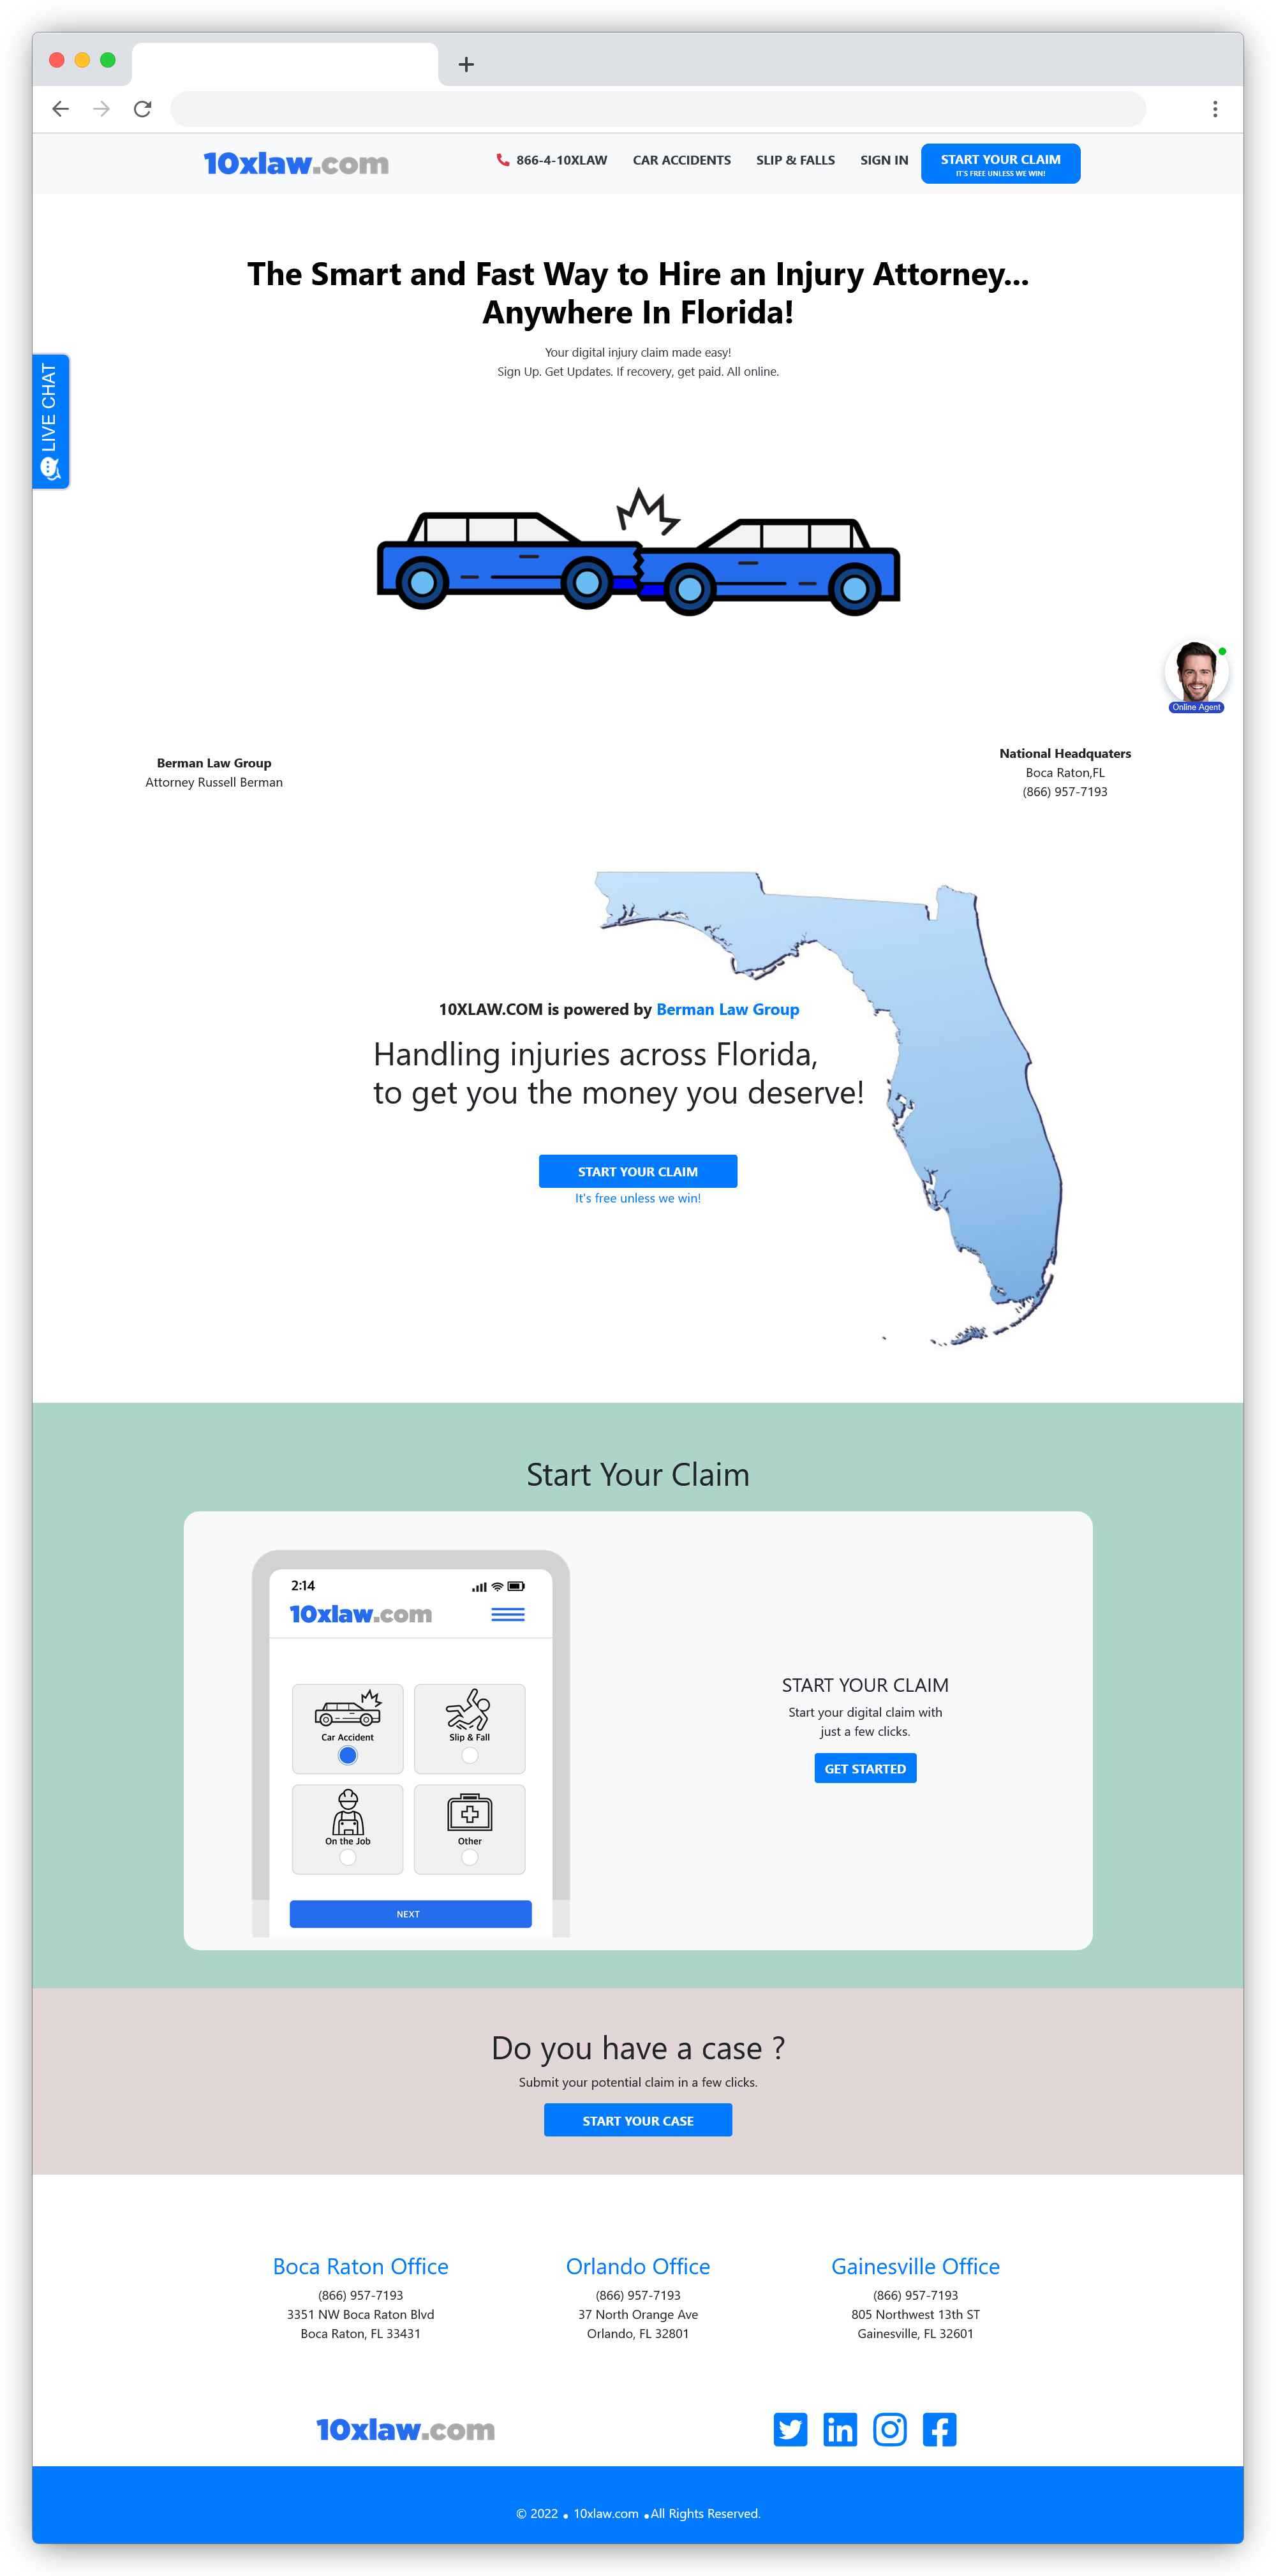 10xlaw.com
866-4-10XLAW
CAR ACCIDENTS
SLIP & FALLS
SIGN IN
START YOUR CLAIM
IT'S FREE UNLESS WE WIN!
The Smart and Fast Way to Hire an Injury Attorney...
Anywhere In Florida!
Your digital injury claim made easy!
Sign Up. Get Updates. If recovery, get paid. All online.
LIVE CHAT
Online Agent
Berman Law Group
Attorney Russell Berman
National Headquaters
Boca Raton,FL
(866) 957-7193
10XLAW.COM is powered by Berman Law Group
Handling injuries across Florida,
to get you the money you deserve!
START YOUR CLAIM
It's free unless we win!
Start Your Claim
2:14
10xlaw.com
Car Accident
Slip & Fall
On the Job
Other
NEXT
START YOUR CLAIM
Start your digital claim with
just a few clicks.
GET STARTED
Do you have a case ?
Submit your potential claim in a few clicks.
START YOUR CASE
Boca Raton Office
(866) 957-7193
3351 NW Boca Raton Blvd
Boca Raton, FL 33431
Orlando Office
(866) 957-7193
37 North Orange Ave
Orlando, FL 32801
Gainesville Office
(866) 957-7193
805 Northwest 13th ST
Gainesville, FL 32601
10xlaw.com
© 2022 . 10xlaw.com .All Rights Reserved.